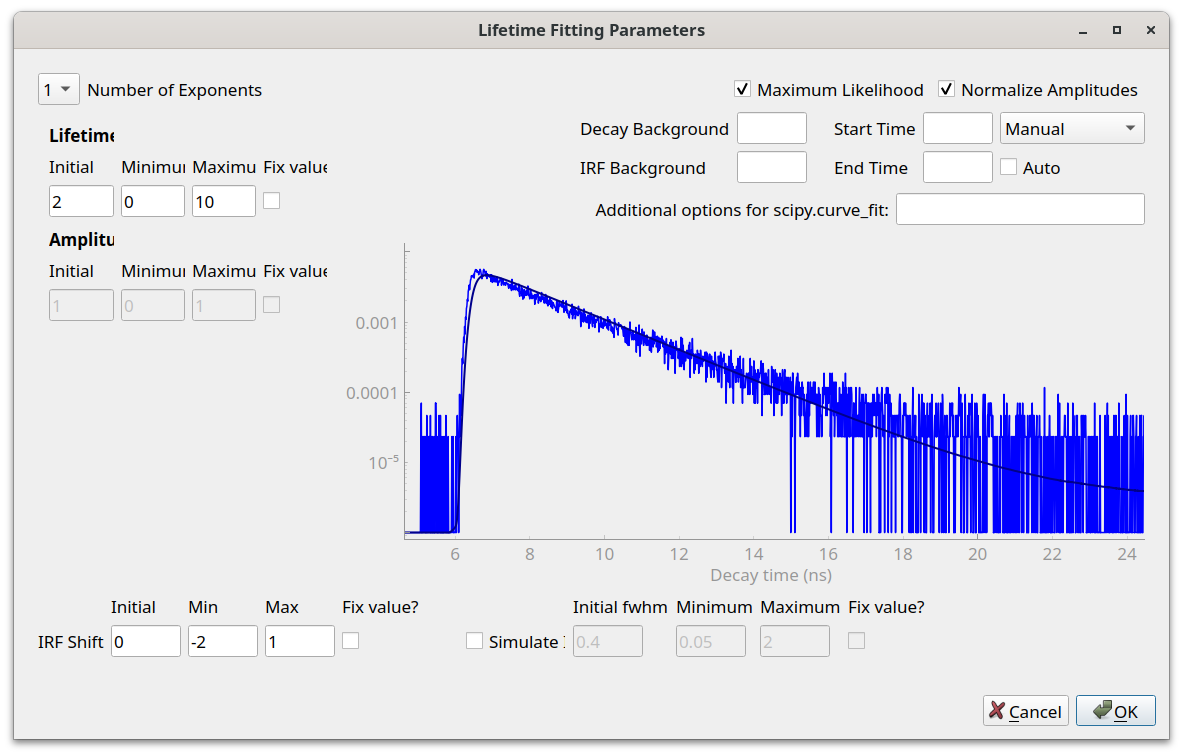 Lifetime Fitting Parameters
1 Number of Exponents
Maximum Likelihood Normalize Amplitudes
Lifetime
Decay Background Start Time Manual
Initial Minimum Maximu Fix value
IRF Background End Time Auto
2 0 10
Additional options for scipy.curve_fit:
Amplitu
Initial Minimum Maximu Fix value
1 0 1
0.001
0.0001
10⁻⁵
6 8 10 12 14 16 18 20 22 24
Decay time (ns)
Initial Min Max Fix value?
Initial fwhm Minimum Maximum Fix value?
IRF Shift 0 -2 1
Simulate 0.4 0.05 2
Cancel OK